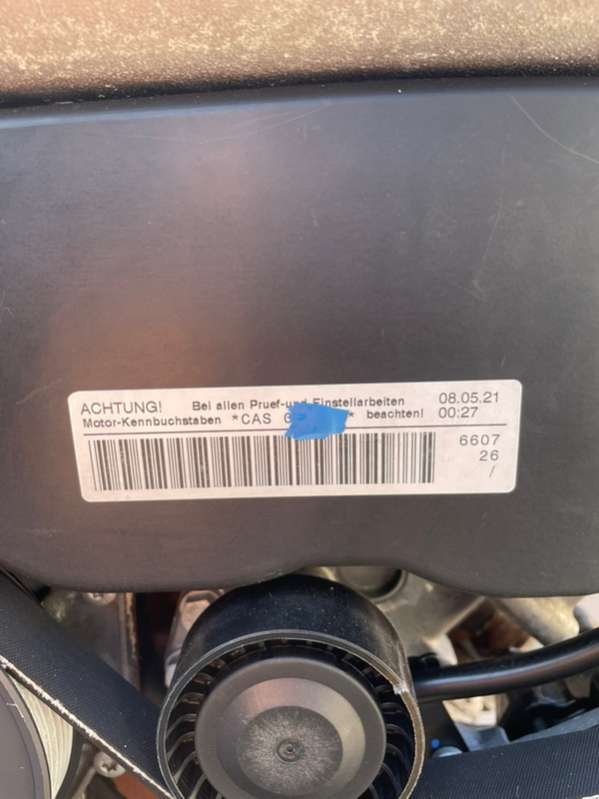 ACHTUNG! Bei allen Pruef-und Einstellarbeiten 08.05.21
Motor-Kennbuchstaben *CAS * beachten! 00:27
6607
26
/